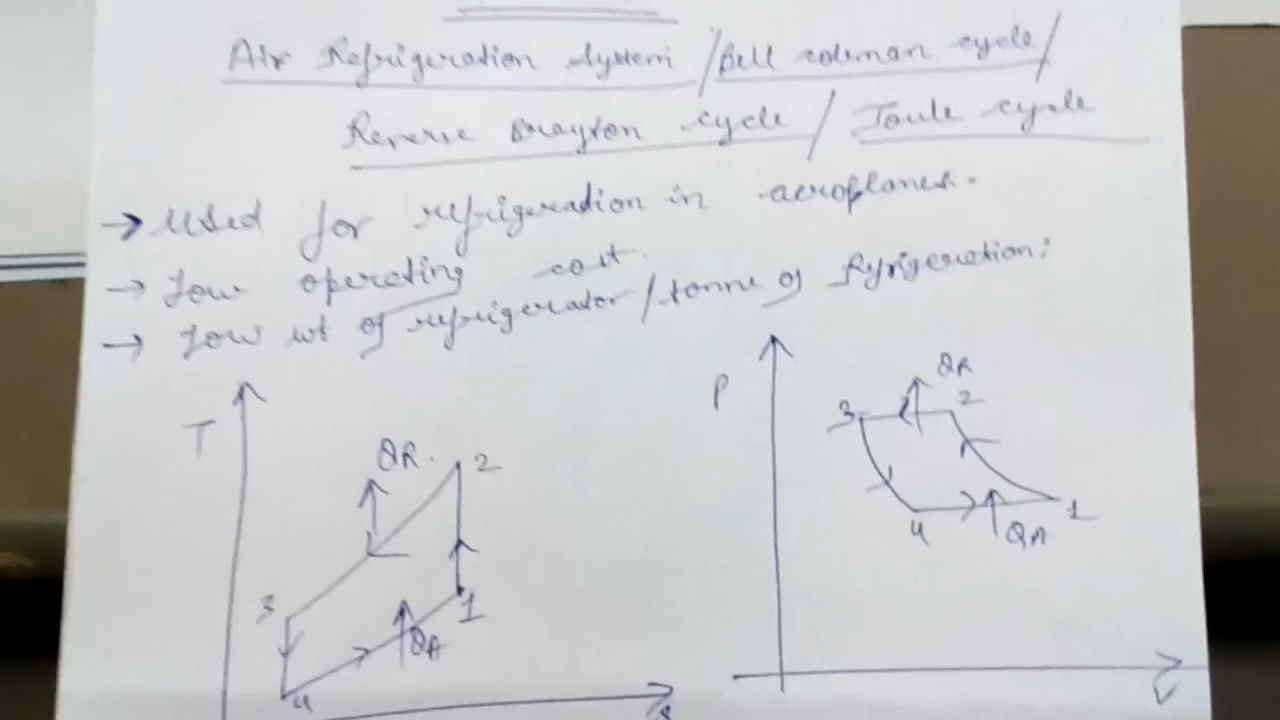 Air Refrigeration System / Bell coleman cycle /
Reverse Brayton cycle / Joule cycle
→ Used for refrigeration in aeroplanes.
→ Low operating cost.
→ Low wt of refrigerator / tonne of refrigeration;
T
QR.
2
3
1
QA
4
s
P
QR
3
2
4
QA
1